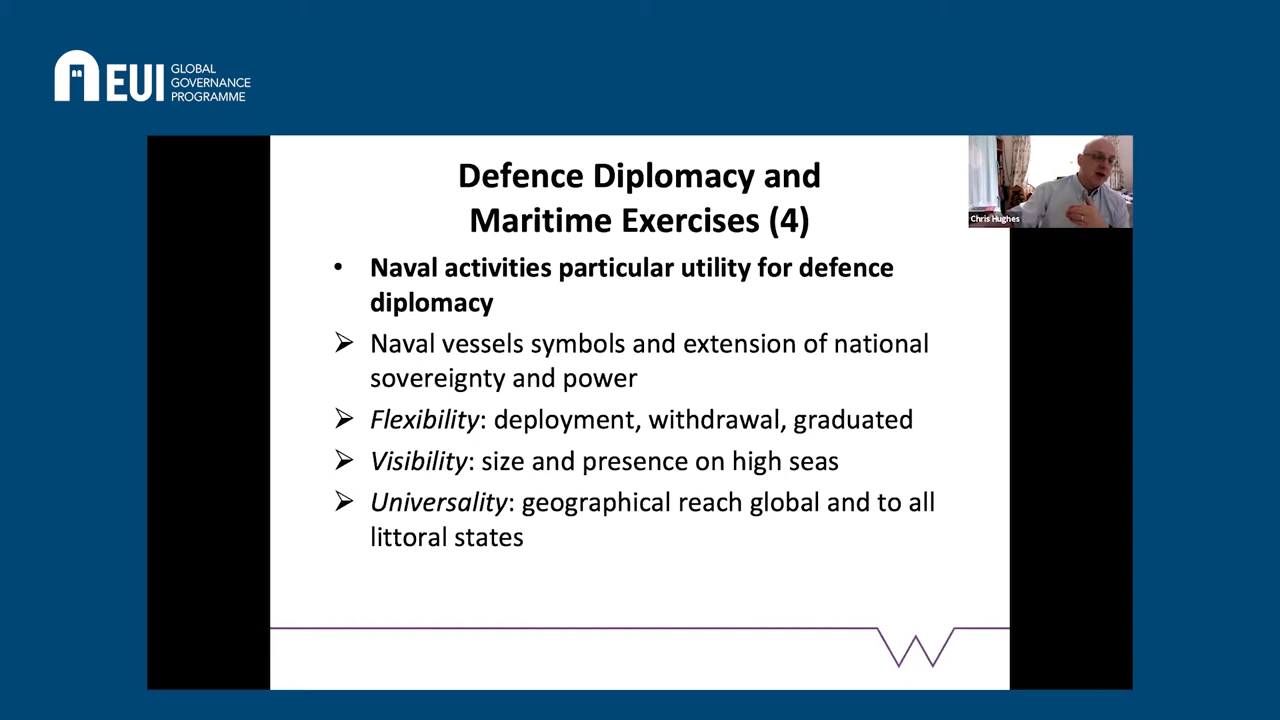 EUI
GLOBAL
GOVERNANCE
PROGRAMME
Defence Diplomacy and
Maritime Exercises (4)
Chris Hughes
• Naval activities particular utility for defence
diplomacy
➢ Naval vessels symbols and extension of national
sovereignty and power
➢ Flexibility: deployment, withdrawal, graduated
➢ Visibility: size and presence on high seas
➢ Universality: geographical reach global and to all
littoral states